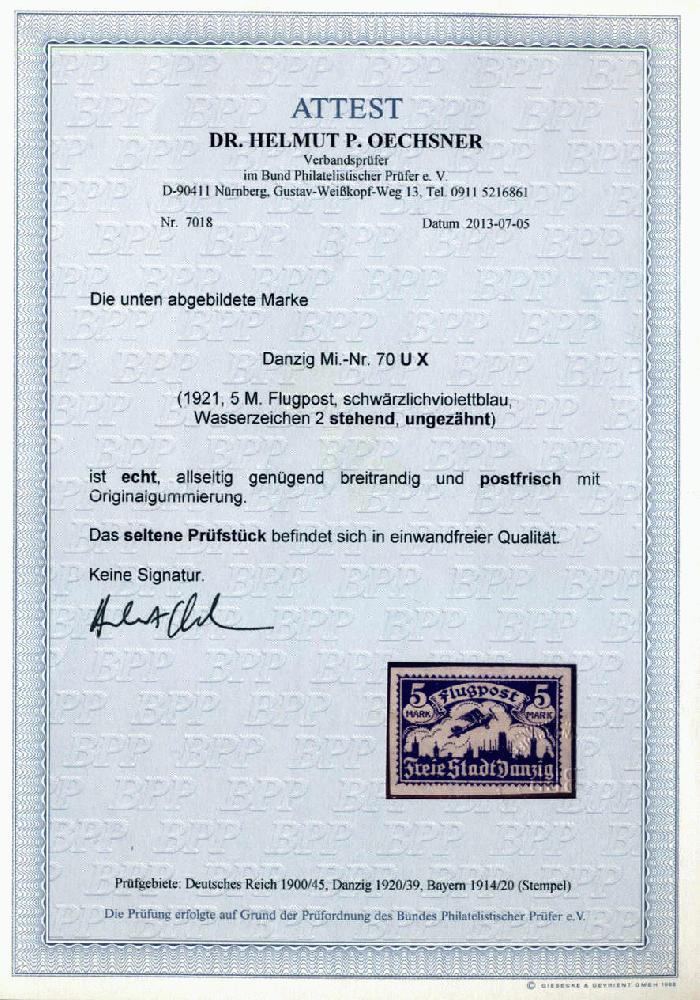 ATTEST
DR. HELMUT P. OECHSNER
Verbandsprüfer
im Bund Philatelistischer Prüfer e. V.
D-90411 Nürnberg, Gustav-Weißkopf-Weg 13, Tel. 0911 5216861
Nr. 7018 Datum 2013-07-05
Die unten abgebildete Marke
Danzig Mi.-Nr. 70 U X
(1921, 5 M. Flugpost, schwärzlichviolettblau,
Wasserzeichen 2 stehend, ungezähnt)
ist echt, allseitig genügend breitrandig und postfrisch mit
Originalgummierung.
Das seltene Prüfstück befindet sich in einwandfreier Qualität.
Keine Signatur.
5 Flugpost 5
MARK MARK
Freie Stadt Danzig
Prüfgebiete: Deutsches Reich 1900/45, Danzig 1920/39, Bayern 1914/20 (Stempel)
Die Prüfung erfolgte auf Grund der Prüfordnung des Bundes Philatelistischer Prüfer e.V.
© GIESECKE & DEVRIENT GMBH 1988